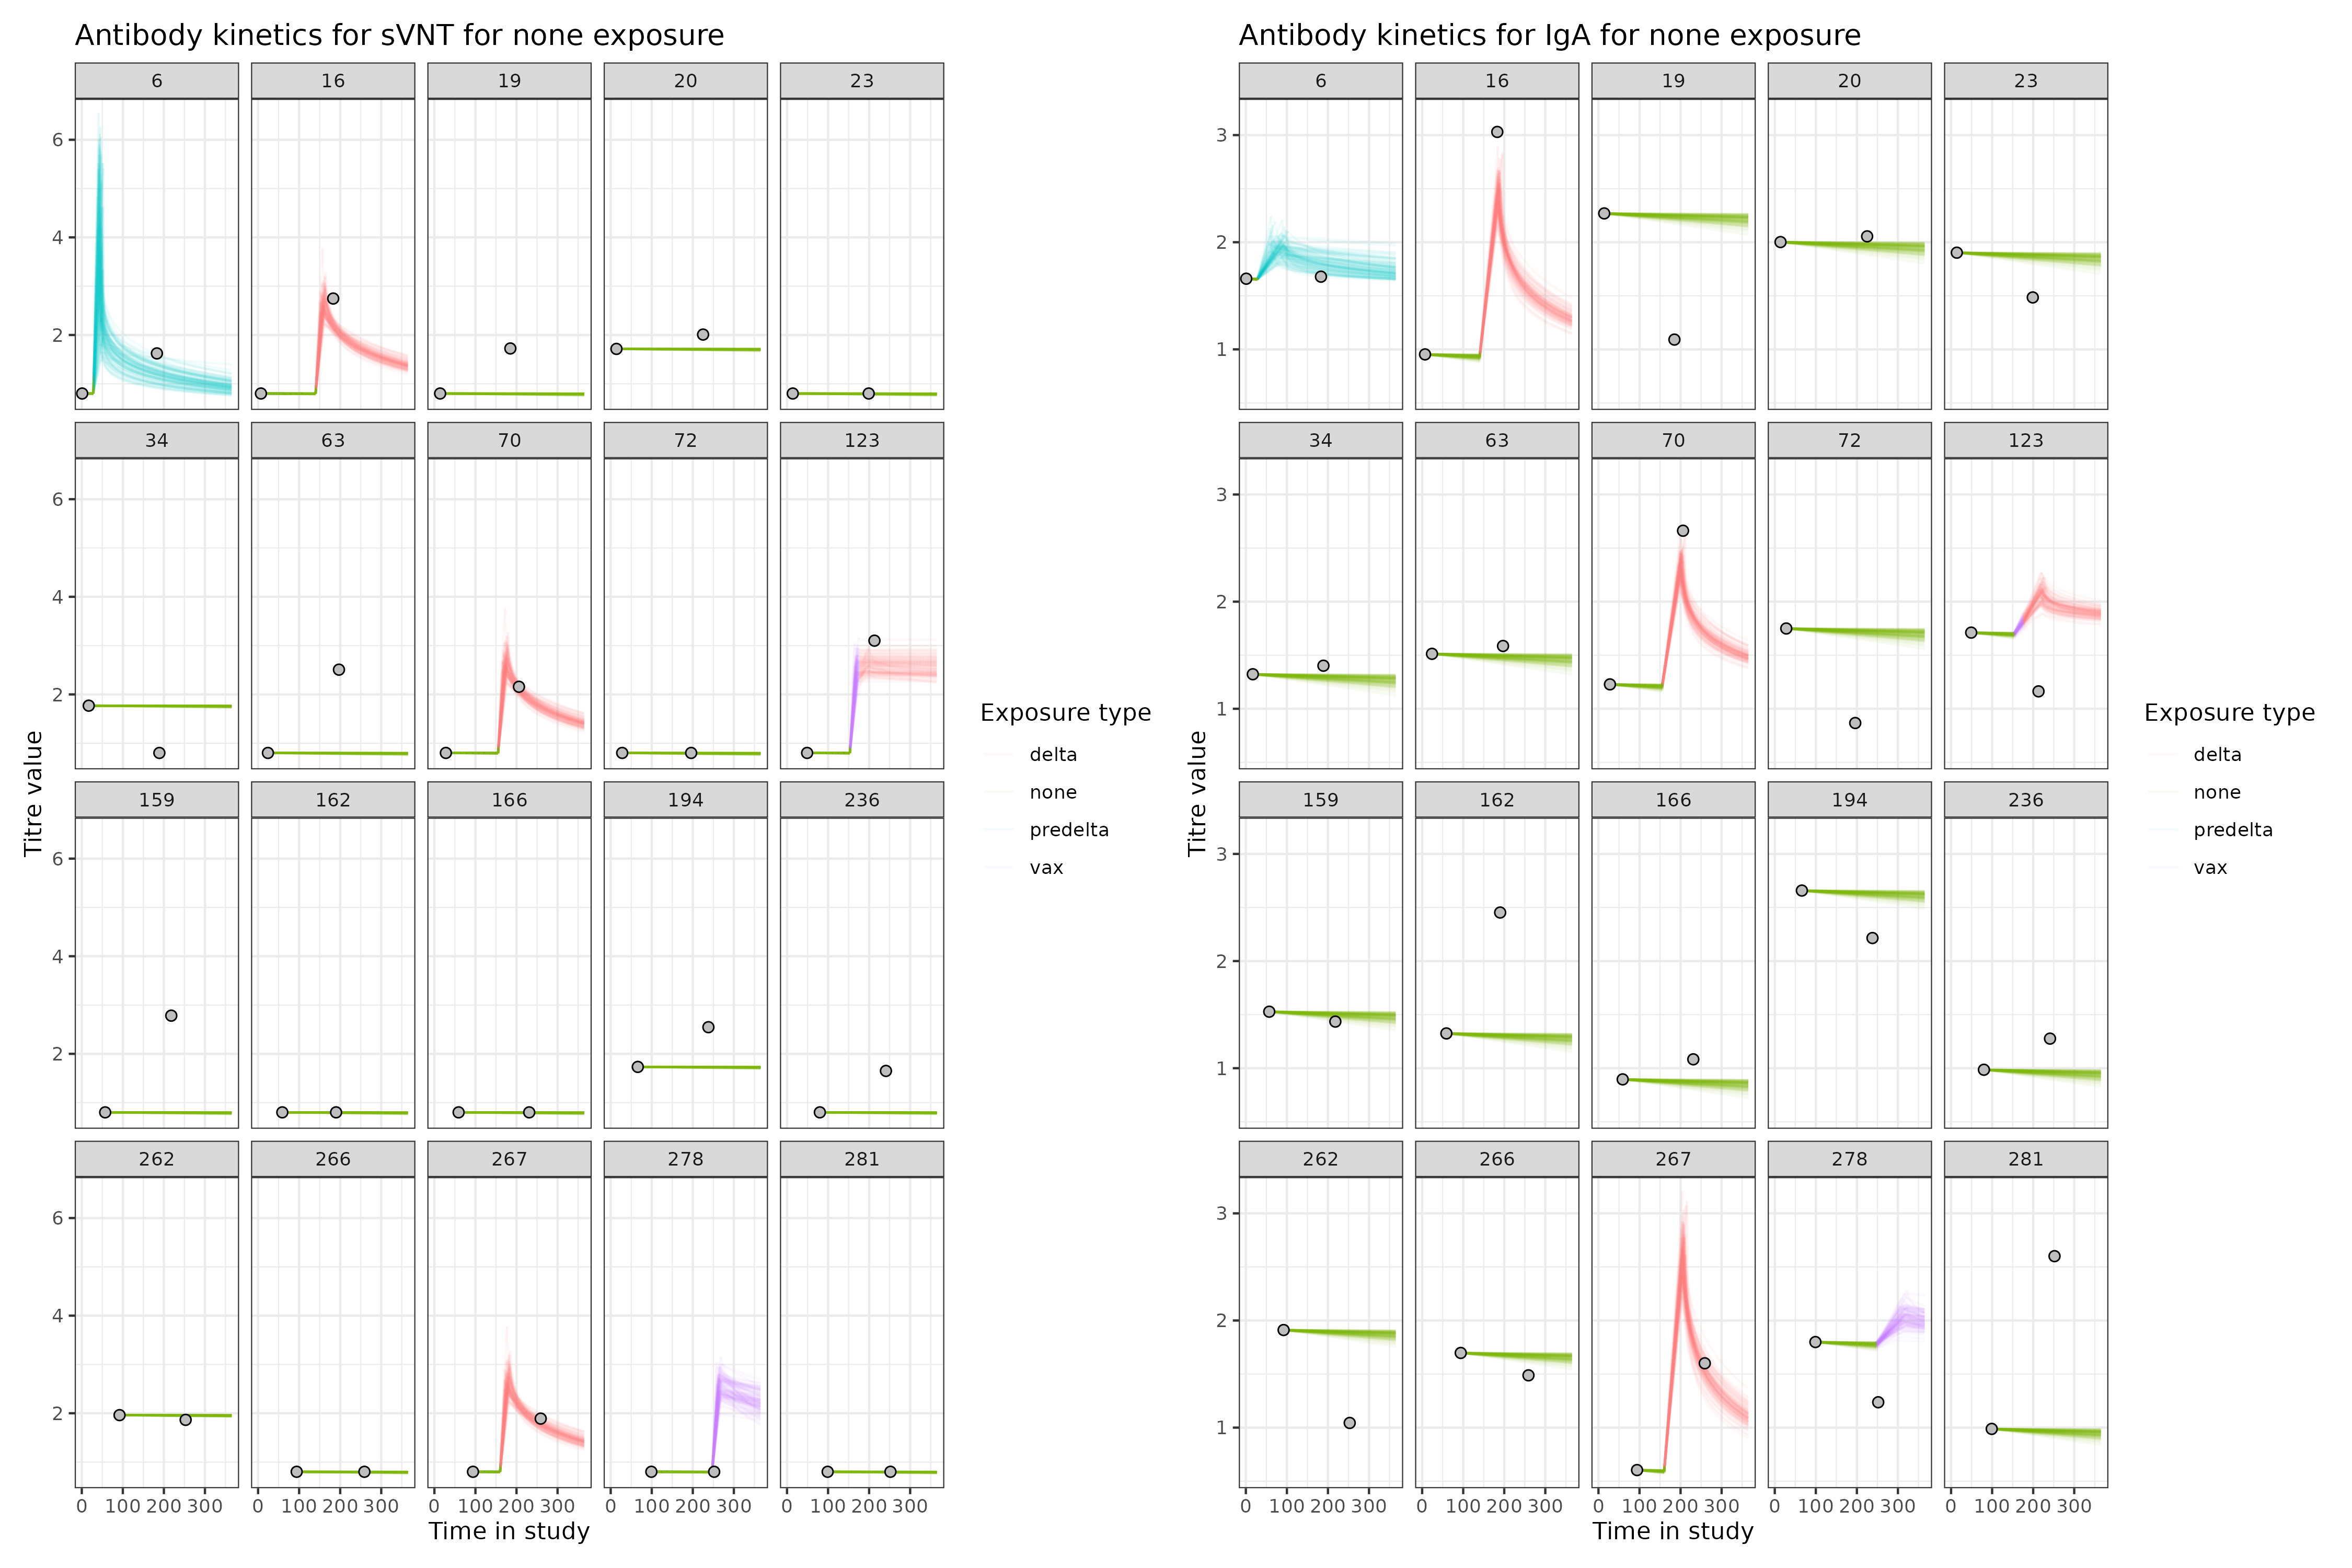 Antibody kinetics for sVNT for none exposure
6 16 19 20 23
6
4
2
34 63 70 72 123
6
4
2
159 162 166 194 236
6
4
2
262 266 267 278 281
6
4
2
0 100 200 300 0 100 200 300 0 100 200 300 0 100 200 300 0 100 200 300
Time in study
Titre value
Exposure type
delta
none
predelta
vax
Antibody kinetics for IgA for none exposure
6 16 19 20 23
3
2
1
34 63 70 72 123
3
2
1
159 162 166 194 236
3
2
1
262 266 267 278 281
3
2
1
0 100 200 300 0 100 200 300 0 100 200 300 0 100 200 300 0 100 200 300
Time in study
Titre value
Exposure type
delta
none
predelta
vax